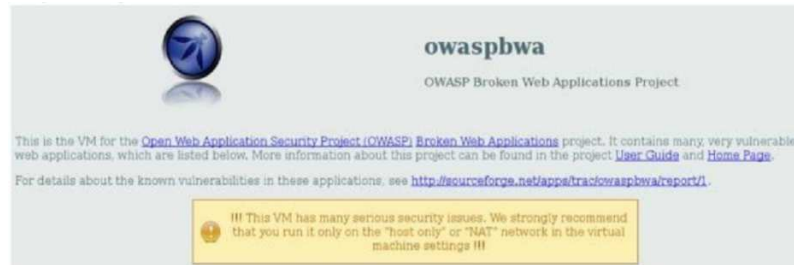 owaspbwa
OWASP Broken Web Applications Project
This is the VM for the Open Web Application Security Project (OWASP) Broken Web Applications project. It contains many, very vulnerable
web applications, which are listed below. More information about this project can be found in the project User Guide and Home Page.
For details about the known vulnerabilities in these applications, see http://sourceforge.net/apps/trac/owaspbwa/report/1.
!!! This VM has many serious security issues. We strongly recommend
that you run it only on the "host only" or "NAT" network in the virtual
machine settings !!!